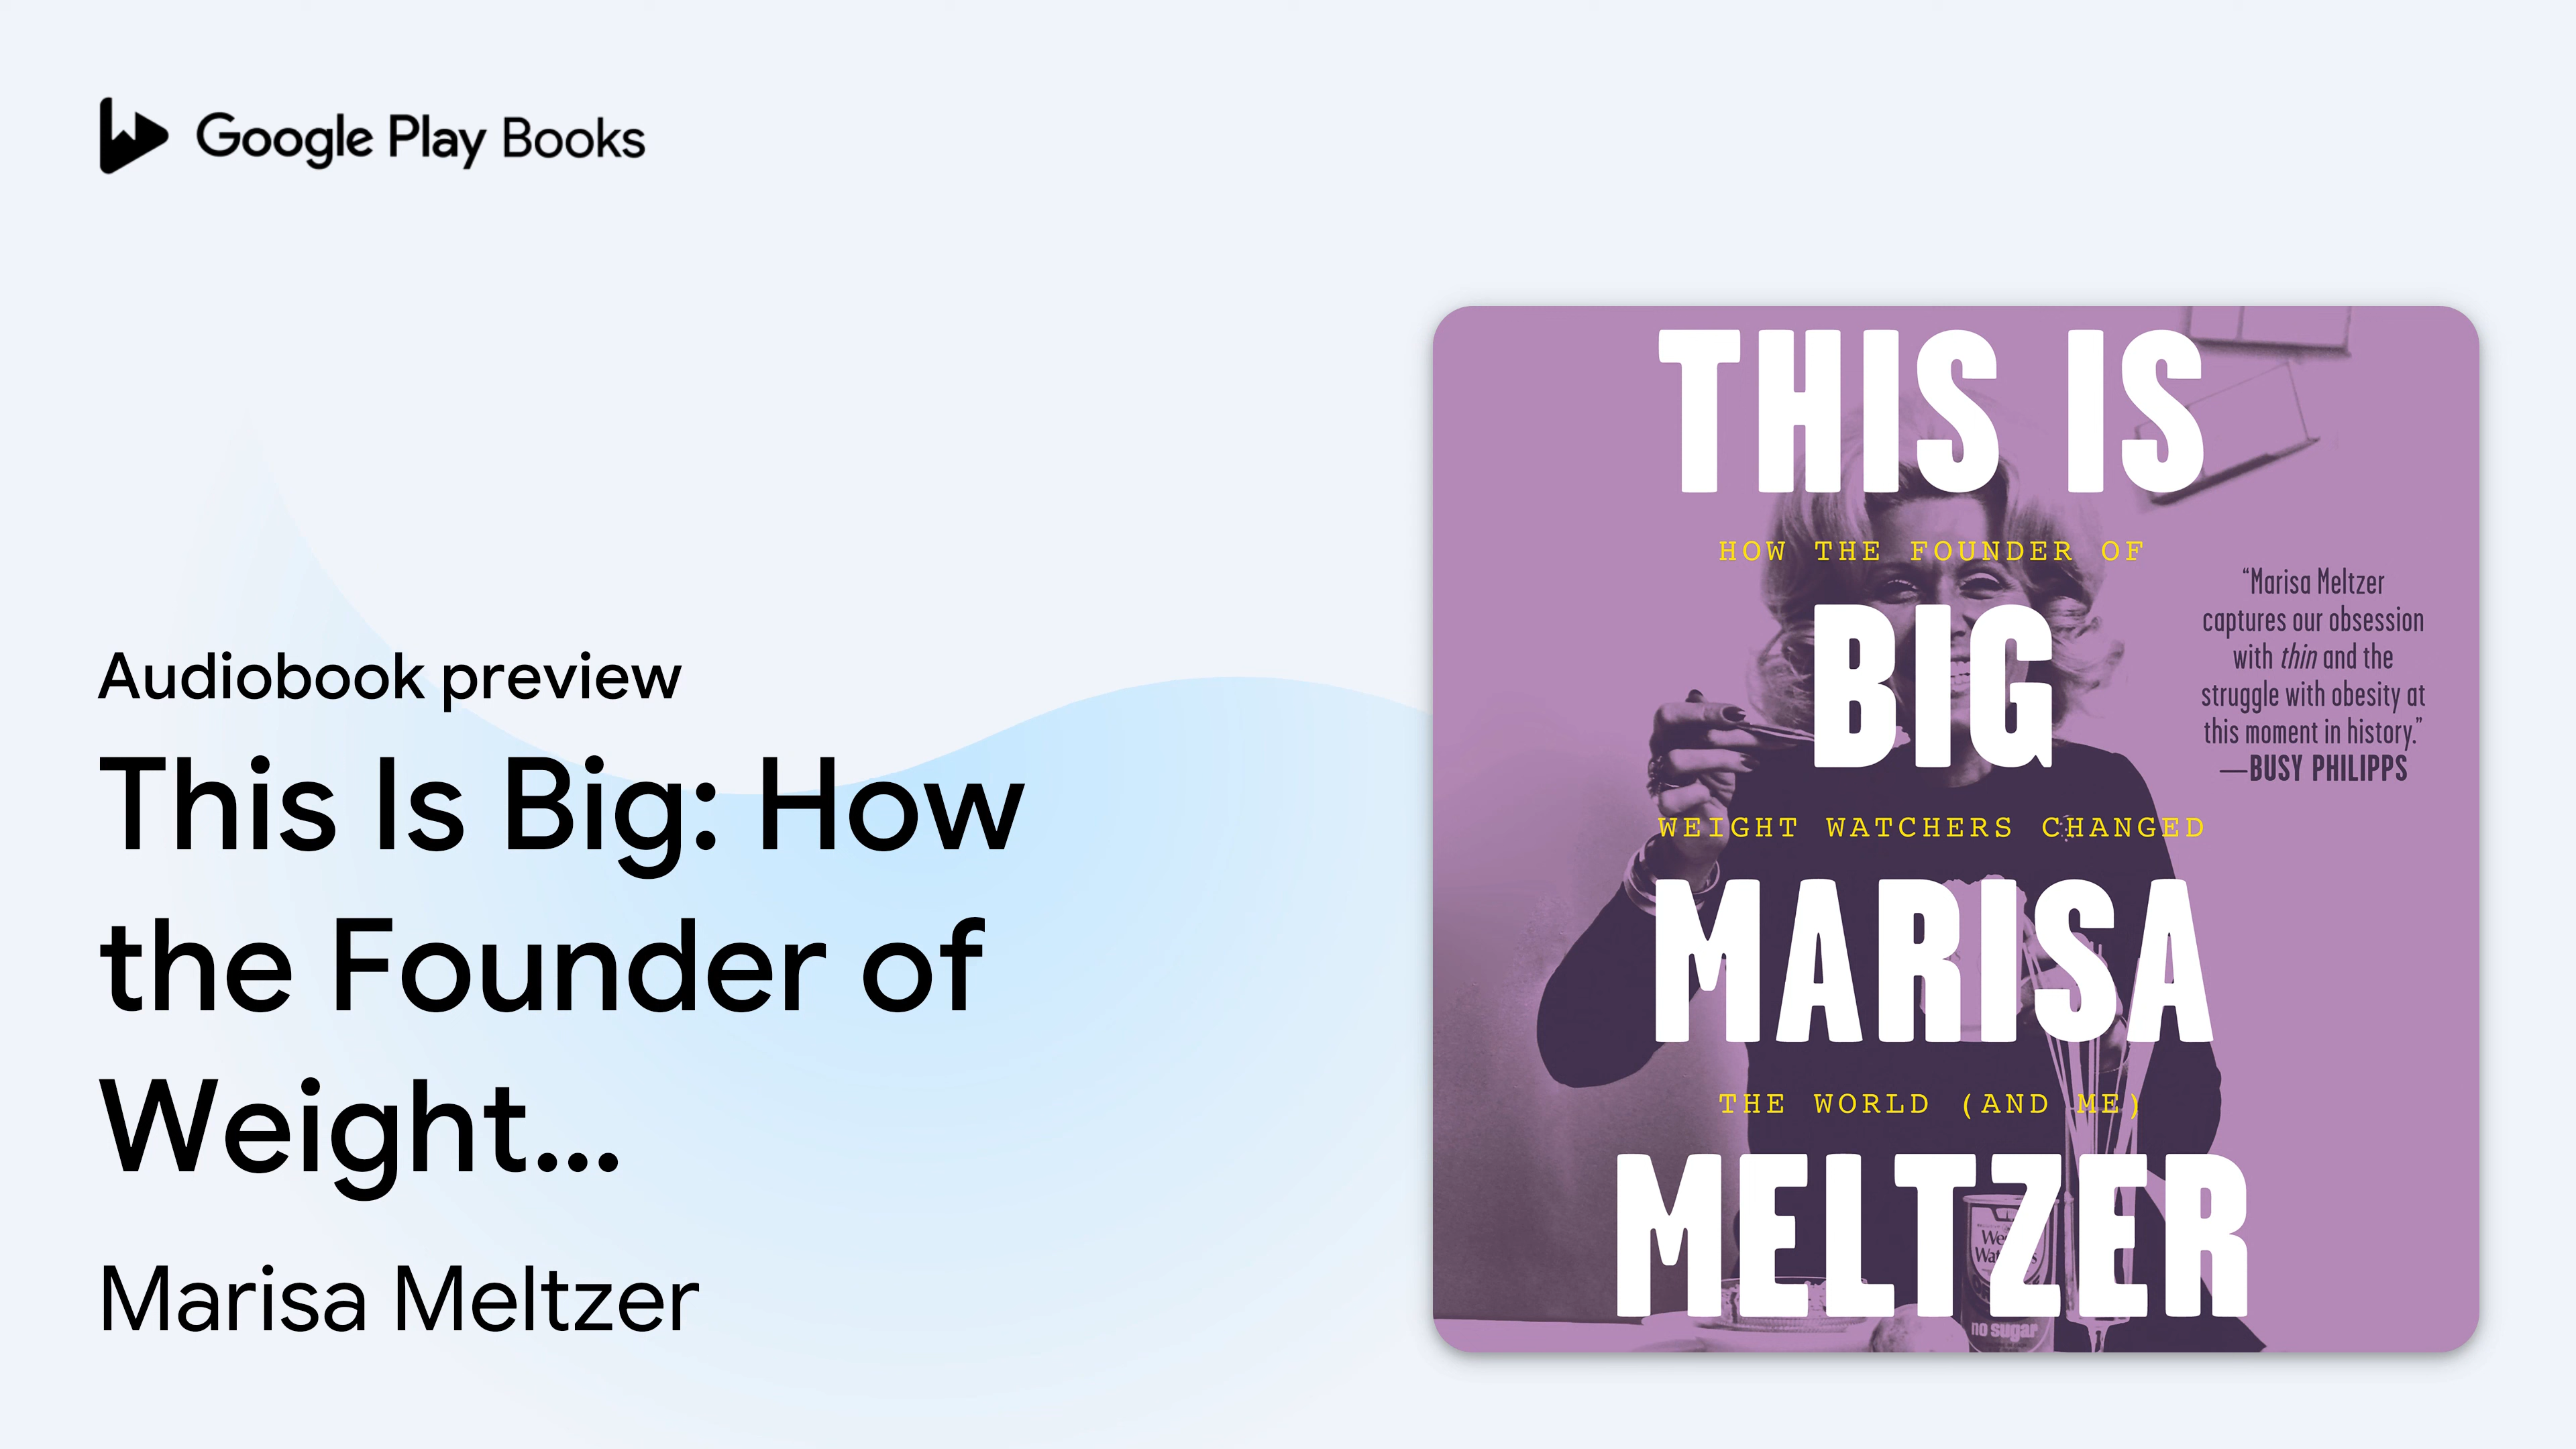 Google Play Books
Audiobook preview
This Is Big: How
the Founder of
Weight...
Marisa Meltzer
THIS IS
HOW THE FOUNDER OF
BIG
WEIGHT WATCHERS CHANGED
MARISA
THE WORLD (AND ME)
MELTZER
“Marisa Meltzer
captures our obsession
with thin and the
struggle with obesity at
this moment in history.”
—BUSY PHILIPPS
no sugar